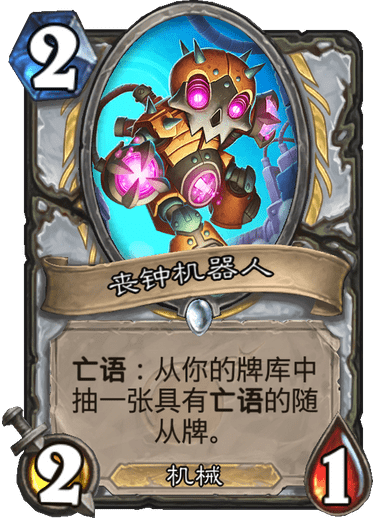 2
丧钟机器人
亡语：从你的牌库中
抽一张具有亡语的随
从牌。
2
机械
1